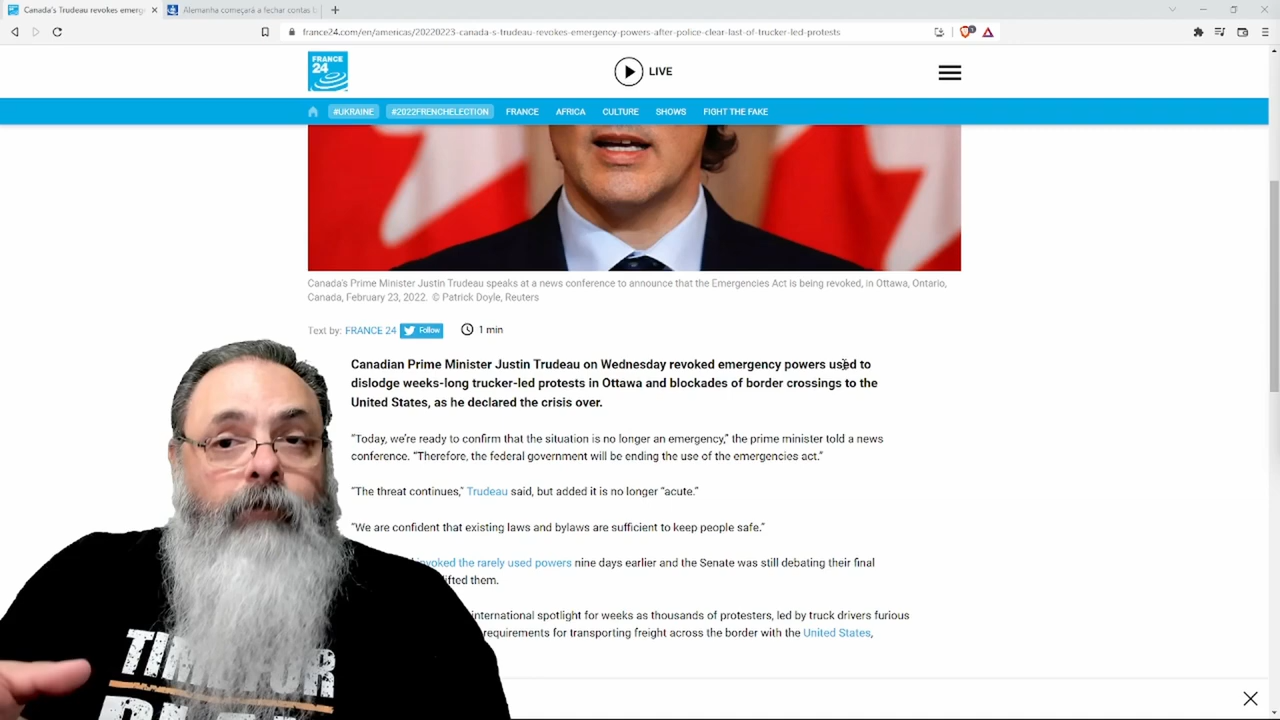 Canada's Trudeau revokes emerg
Alemanha começará a fechar contas
france24.com/en/americas/20220223-canada-s-trudeau-revokes-emergency-powers-after-police-clear-last-of-trucker-led-protests
FRANCE
24
LIVE
#UKRAINE #2022FRENCHELECTION FRANCE AFRICA CULTURE SHOWS FIGHT THE FAKE
Canada's Prime Minister Justin Trudeau speaks at a news conference to announce that the Emergencies Act is being revoked, in Ottawa, Ontario,
Canada, February 23, 2022. © Patrick Doyle, Reuters
Text by: FRANCE 24 Follow 1 min
Canadian Prime Minister Justin Trudeau on Wednesday revoked emergency powers used to
dislodge weeks-long trucker-led protests in Ottawa and blockades of border crossings to the
United States, as he declared the crisis over.
“Today, we're ready to confirm that the situation is no longer an emergency,” the prime minister told a news
conference. “Therefore, the federal government will be ending the use of the emergencies act.”
“The threat continues,” Trudeau said, but added it is no longer “acute.”
“We are confident that existing laws and bylaws are sufficient to keep people safe.”
invoked the rarely used powers nine days earlier and the Senate was still debating their final
lifted them.
international spotlight for weeks as thousands of protesters, led by truck drivers furious
requirements for transporting freight across the border with the United States,